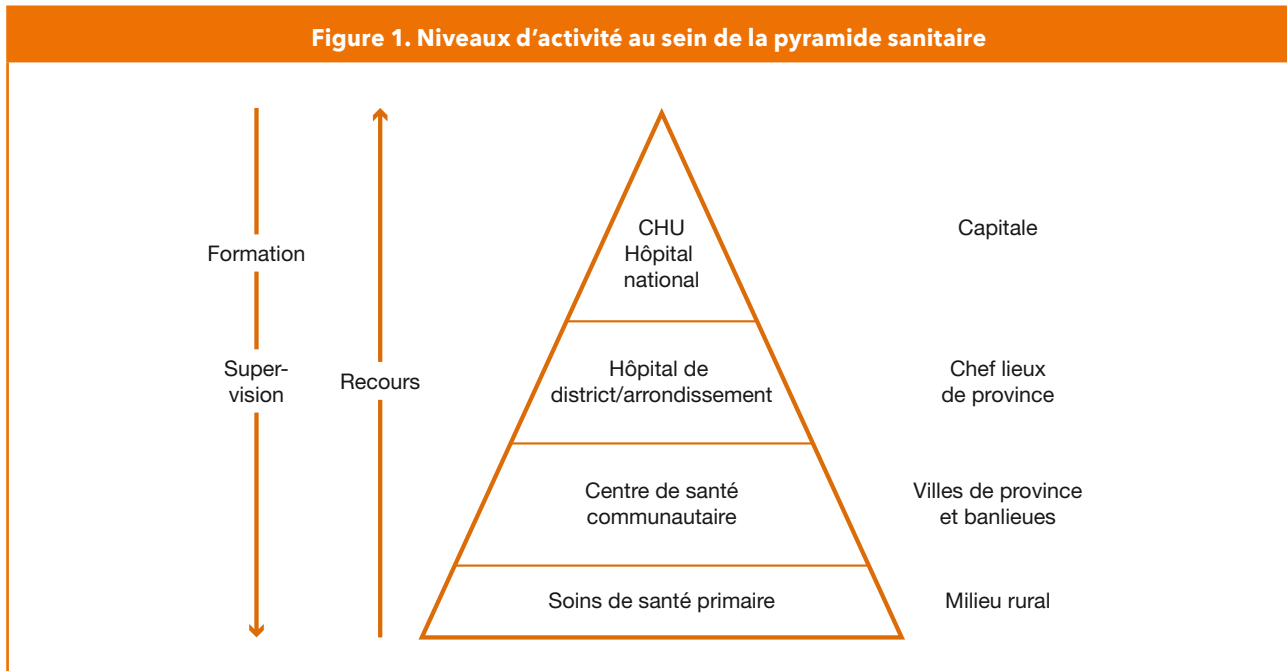 Figure 1. Niveaux d’activité au sein de la pyramide sanitaire
Formation
Super-
vision
Recours
CHU
Hôpital
national
Capitale
Hôpital de
district/arrondissement
Chef lieux
de province
Centre de santé
communautaire
Villes de province
et banlieues
Soins de santé primaire
Milieu rural